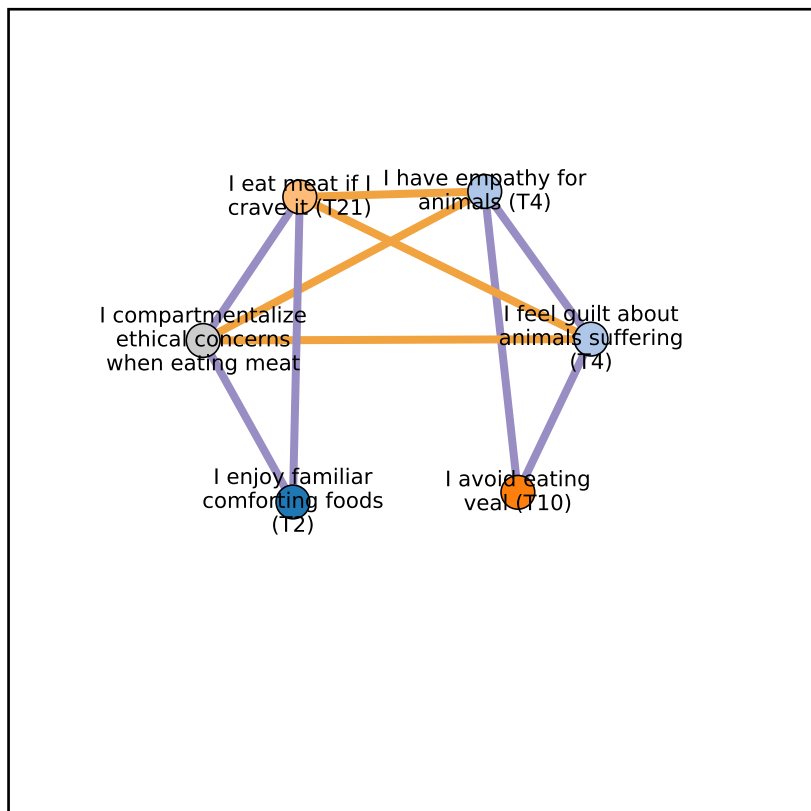 I eat meat if I
crave it (T21)
I have empathy for
animals (T4)
I compartmentalize
ethical concerns
when eating meat
I feel guilt about
animals suffering
(T4)
I enjoy familiar
comforting foods
(T2)
I avoid eating
veal (T10)